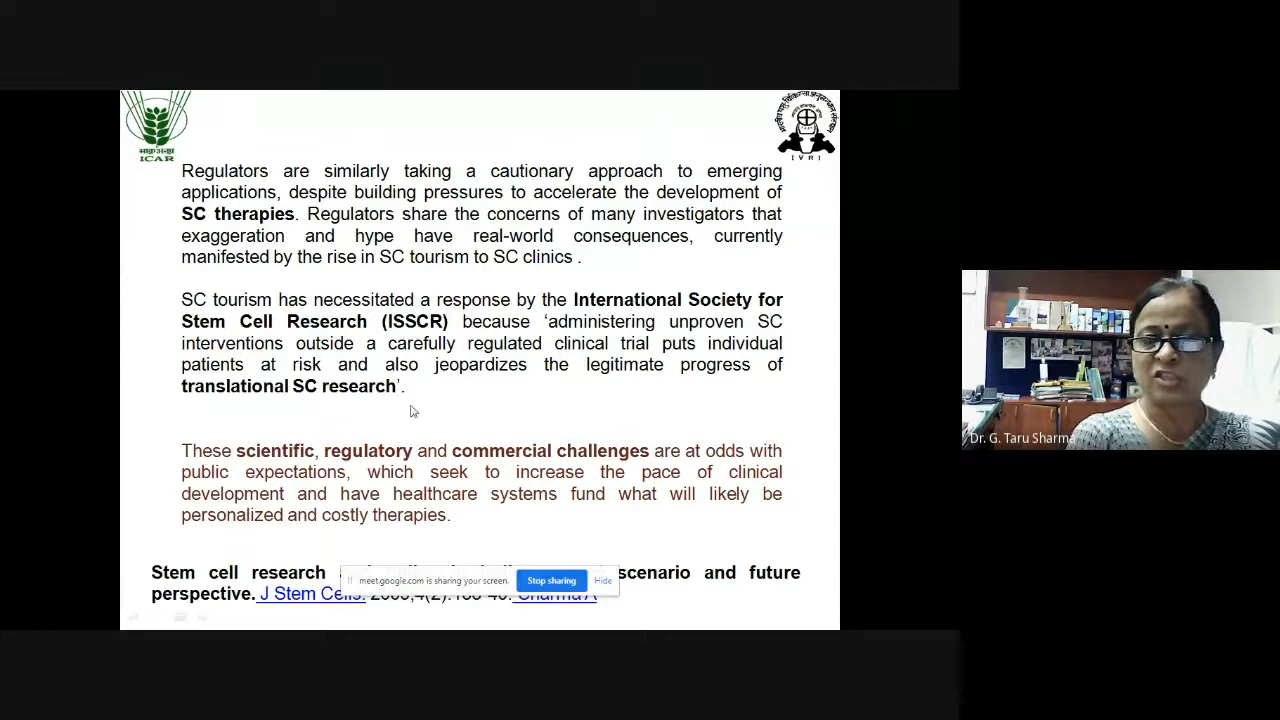 ICAR
IVRI
Regulators are similarly taking a cautionary approach to emerging
applications, despite building pressures to accelerate the development of
SC therapies. Regulators share the concerns of many investigators that
exaggeration and hype have real-world consequences, currently
manifested by the rise in SC tourism to SC clinics .
SC tourism has necessitated a response by the International Society for
Stem Cell Research (ISSCR) because ‘administering unproven SC
interventions outside a carefully regulated clinical trial puts individual
patients at risk and also jeopardizes the legitimate progress of
translational SC research’.
These scientific, regulatory and commercial challenges are at odds with
public expectations, which seek to increase the pace of clinical
development and have healthcare systems fund what will likely be
personalized and costly therapies.
Stem cell research scenario and future
perspective. J Stem Cells.
meet.google.com is sharing your screen. Stop sharing Hide
Dr. G. Taru Sharma